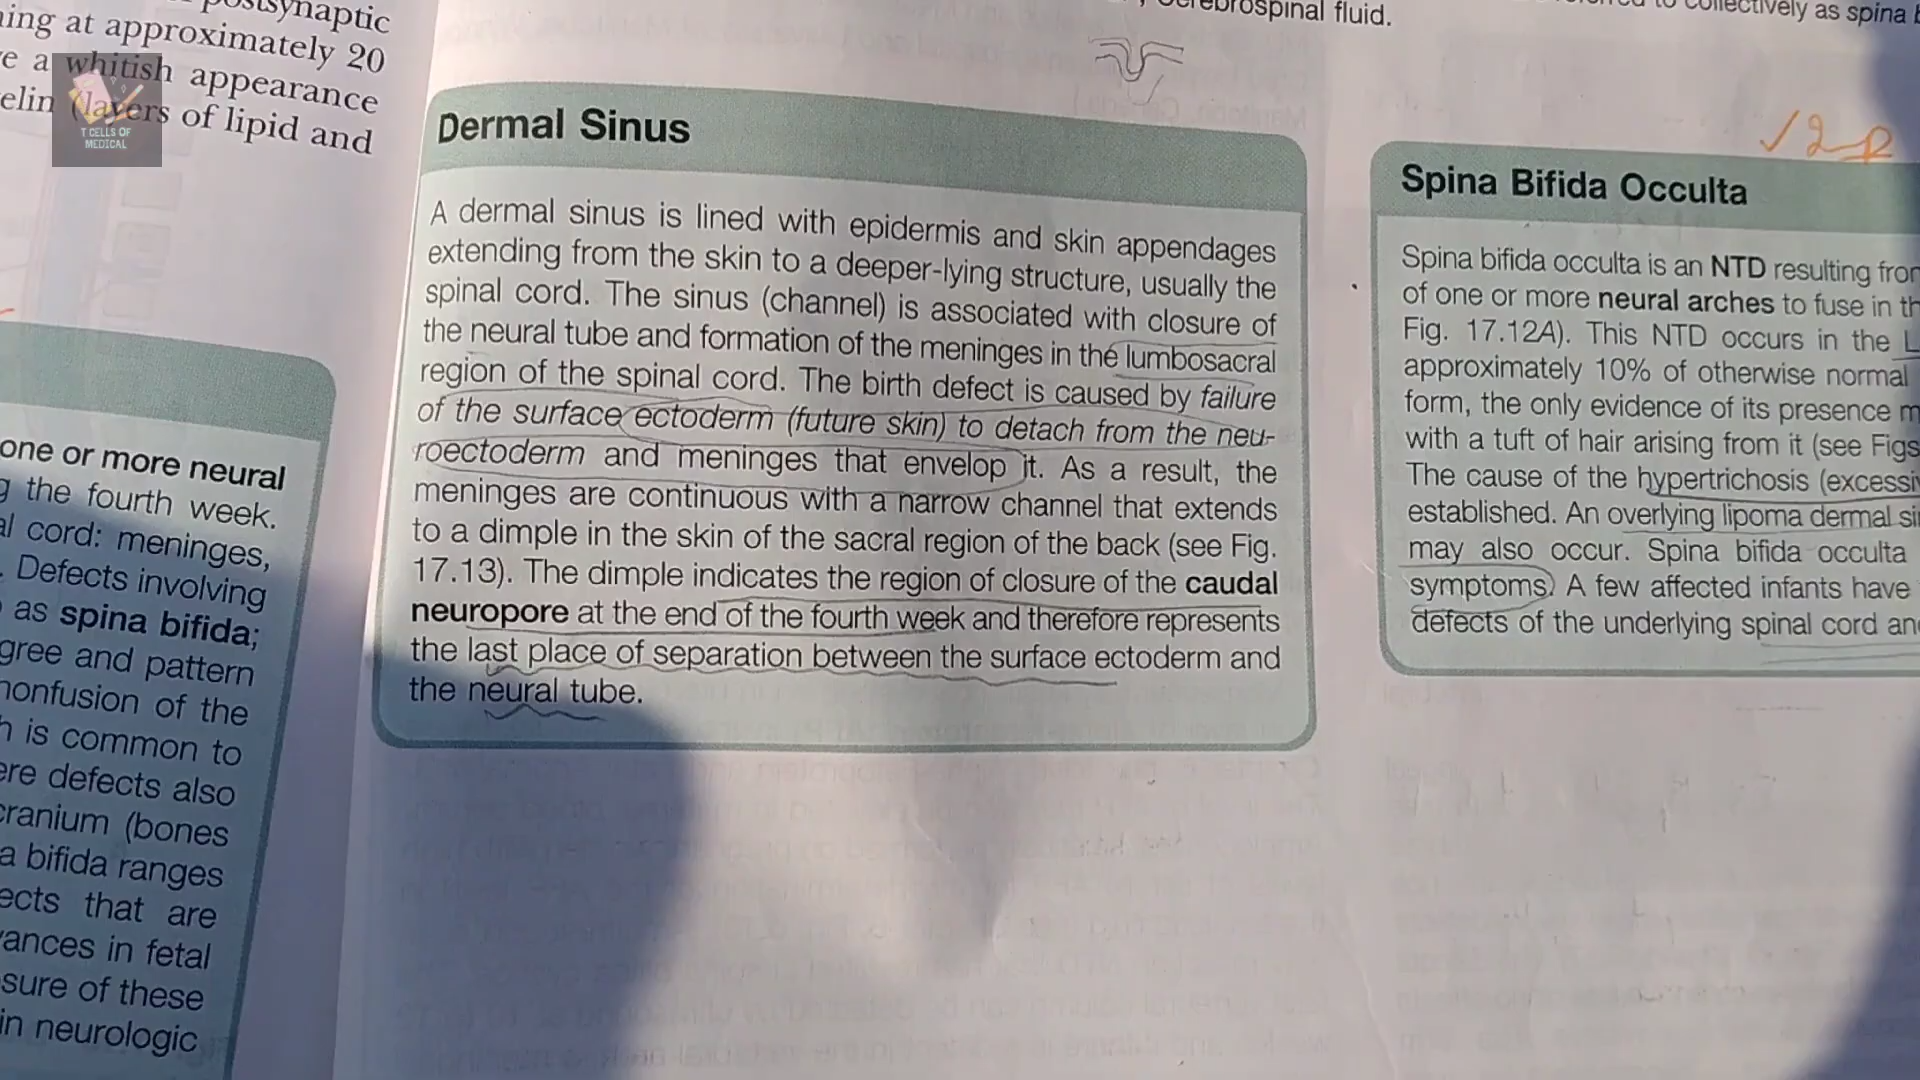 postsynaptic
ning at approximately 20
e a whitish appearance
elin (layers of lipid and
T CELLS OF
MEDICAL
one or more neural
g the fourth week.
al cord: meninges,
. Defects involving
as spina bifida;
gree and pattern
nonfusion of the
h is common to
ere defects also
cranium (bones
a bifida ranges
ects that are
vances in fetal
sure of these
in neurologic
cerebrospinal fluid.
Dermal Sinus
A dermal sinus is lined with epidermis and skin appendages
extending from the skin to a deeper-lying structure, usually the
spinal cord. The sinus (channel) is associated with closure of
the neural tube and formation of the meninges in the lumbosacral
region of the spinal cord. The birth defect is caused by failure
of the surface ectoderm (future skin) to detach from the neu-
roectoderm and meninges that envelop it. As a result, the
meninges are continuous with a narrow channel that extends
to a dimple in the skin of the sacral region of the back (see Fig.
17.13). The dimple indicates the region of closure of the caudal
neuropore at the end of the fourth week and therefore represents
the last place of separation between the surface ectoderm and
the neural tube.
to collectively as spina b
Spina Bifida Occulta
Spina bifida occulta is an NTD resulting from
of one or more neural arches to fuse in th
Fig. 17.12A). This NTD occurs in the L
approximately 10% of otherwise normal
form, the only evidence of its presence m
with a tuft of hair arising from it (see Figs
The cause of the hypertrichosis (excessiv
established. An overlying lipoma dermal si
may also occur. Spina bifida occulta
symptoms. A few affected infants have
defects of the underlying spinal cord and